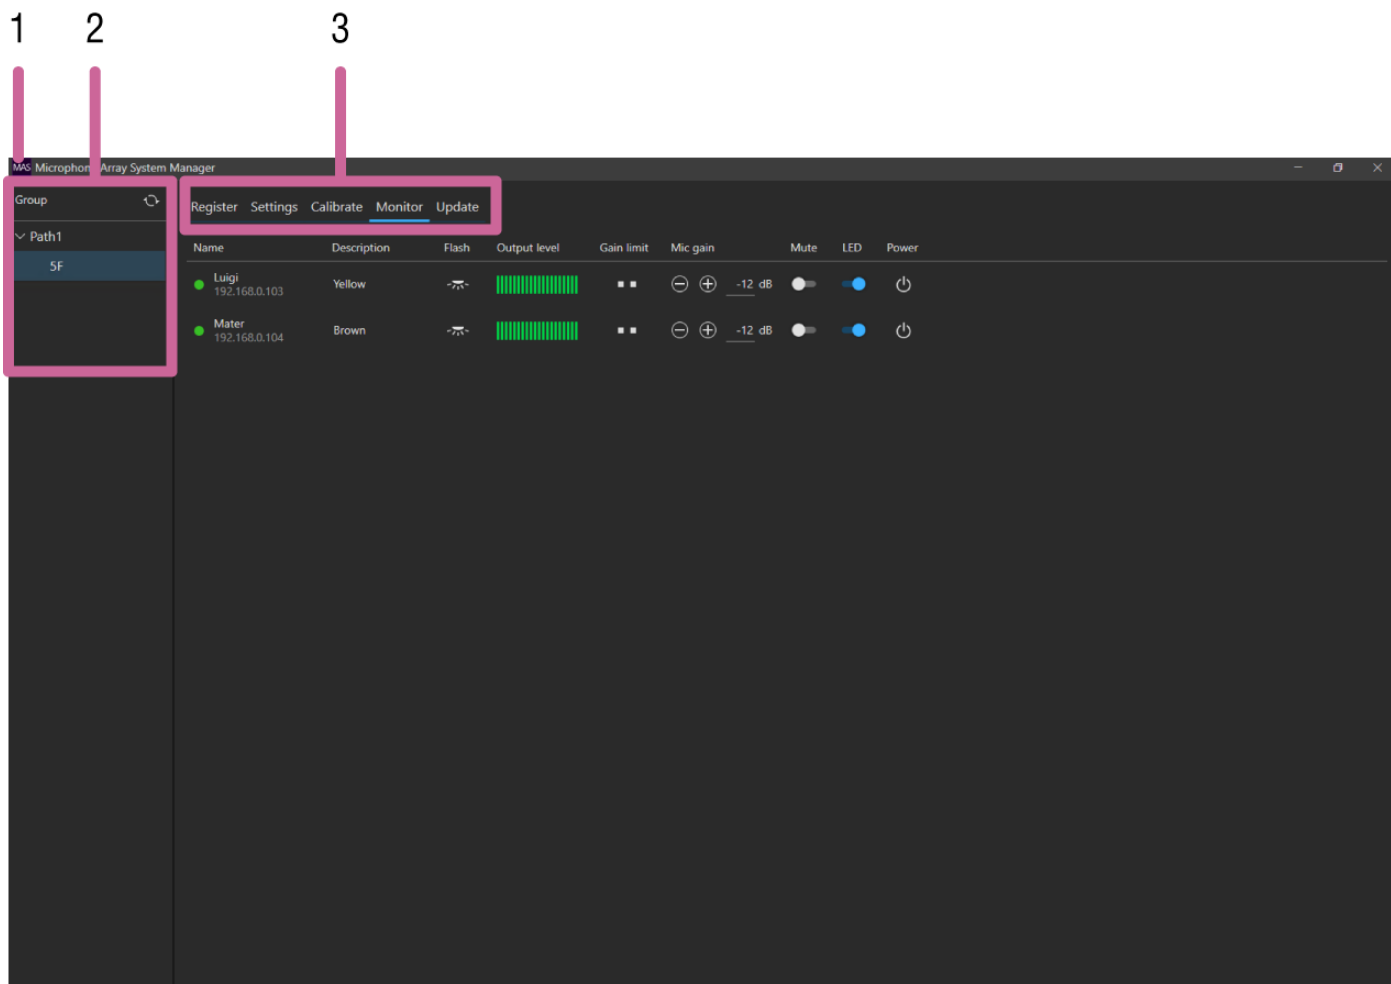 1 2 3
MAS Microphon Array System Manager
Group
Register Settings Calibrate Monitor Update
Path1
Name Description Flash Output level Gain limit Mic gain Mute LED Power
5F
Luigi
192.168.0.103 Yellow -12 dB
Mater
192.168.0.104 Brown -12 dB